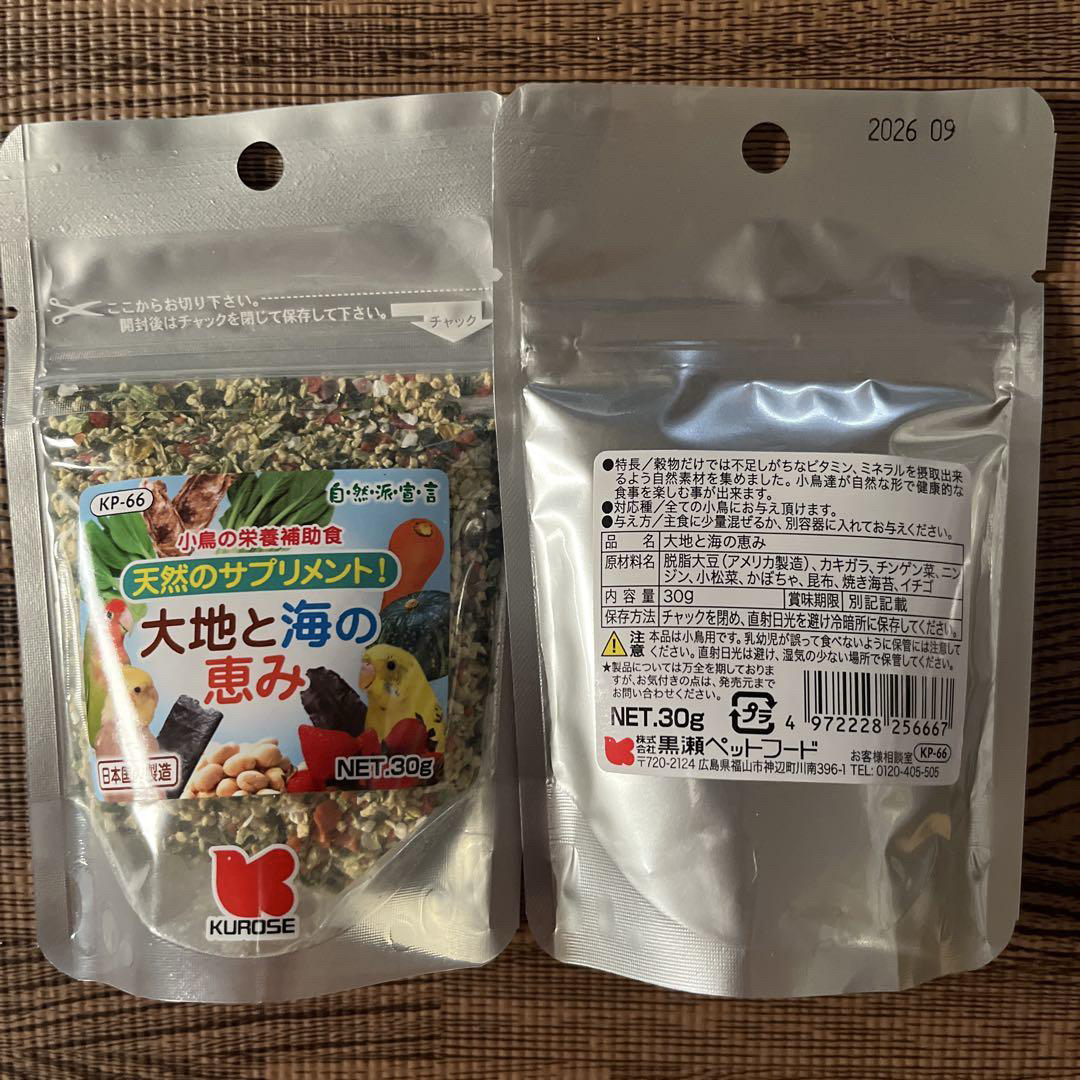 ここからお切り下さい。
開封後はチャックを閉じて保存して下さい。
チャック
KP-66
自・然・派・宣・言
小鳥の栄養補助食
天然のサプリメント!
大地と海の
恵み
製造
NET.30g
KUROSE
2026 09
●特長/穀物だけでは不足しがちなビタミン、ミネラルを摂取出来
るよう自然素材を集めました。小鳥達が自然な形で健康的な
食事を楽しむ事が出来ます。
●対応種/全ての小鳥にお与え頂けます。
●与え方/主食に少量混ぜるか、別容器に入れてお与えください。
品 名 大地と海の恵み
原材料名 脱脂大豆(アメリカ製造)、カキガラ、チンゲン菜、ニン
ジン、小松菜、かぼちゃ、昆布、焼き海苔、イチゴ
内容量 30g 賞味期限 別記記載
保存方法 チャックを閉め、直射日光を避け冷暗所に保存してください。
注意 本品は小鳥用です。乳幼児が誤って食べないように保管には注意して
ください。直射日光は避け、湿気の少ない場所で保管してください。
★製品については万全を期しておりま
すが、お気付きの点は、発売元まで
お問い合わせください。
NET.30g プラ 4 972228 256667
株式会社 黒瀬ペットフード お客様相談室 KP-66
〒720-2124 広島県福山市神辺町川南396-1 TEL: 0120-405-505